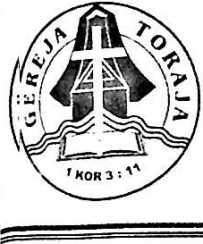 GEREJA TORAJA
1 KOR 3 : 11